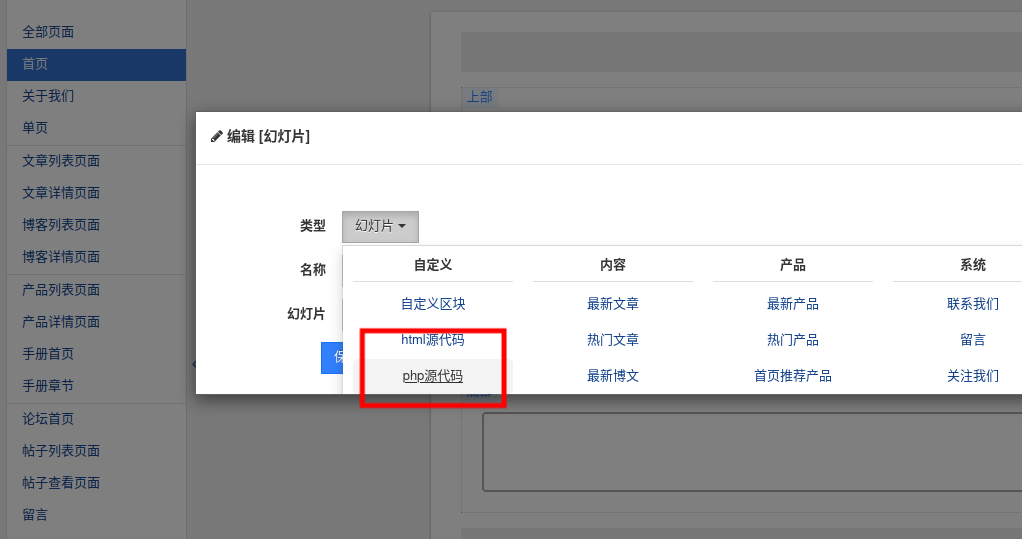 全部页面
首页
关于我们
单页
文章列表页面
文章详情页面
博客列表页面
博客详情页面
产品列表页面
产品详情页面
手册首页
手册章节
论坛首页
帖子列表页面
帖子查看页面
留言
上部
编辑 [幻灯片]
类型 幻灯片
名称
幻灯片
自定义 内容 产品 系统
自定义区块 最新文章 最新产品 联系我们
html源代码 热门文章 热门产品 留言
php源代码 最新博文 首页推荐产品 关注我们